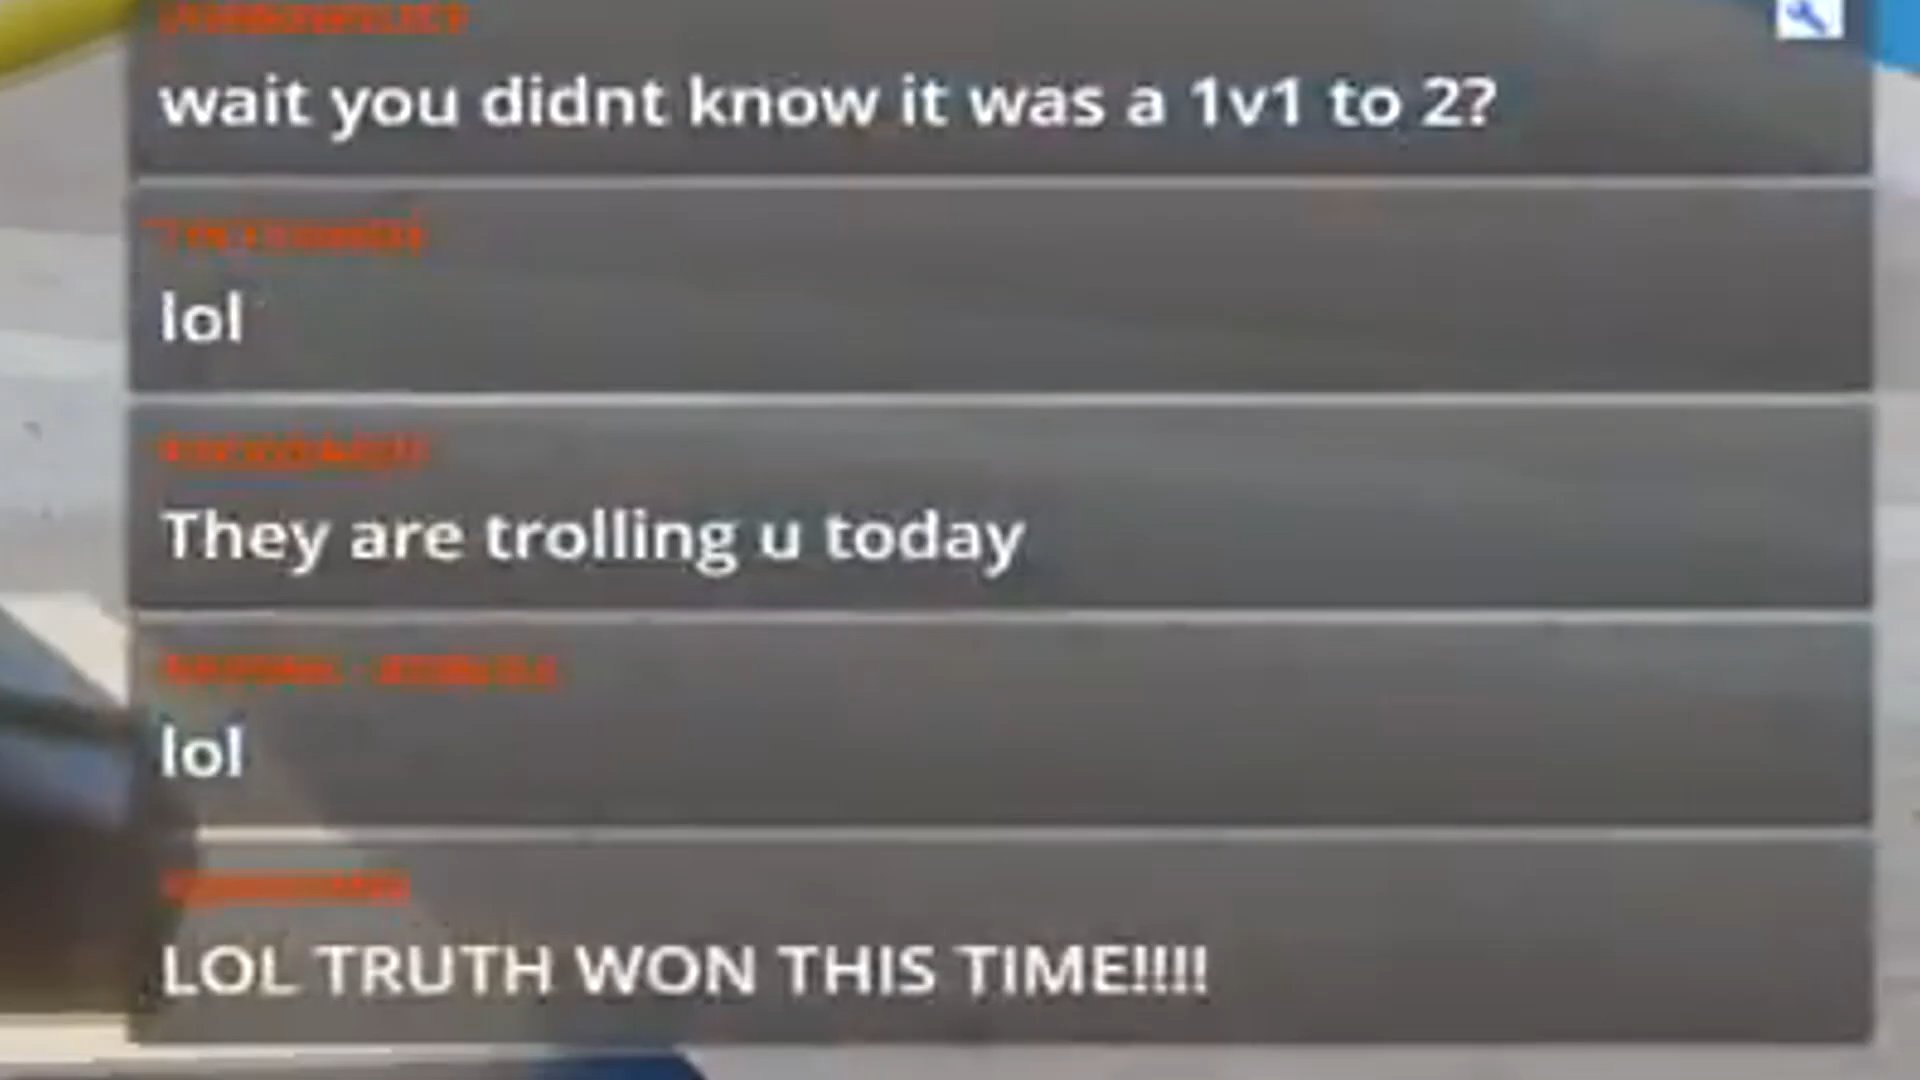 wait you didnt know it was a 1v1 to 2?
lol
They are trolling u today
lol
LOL TRUTH WON THIS TIME!!!!